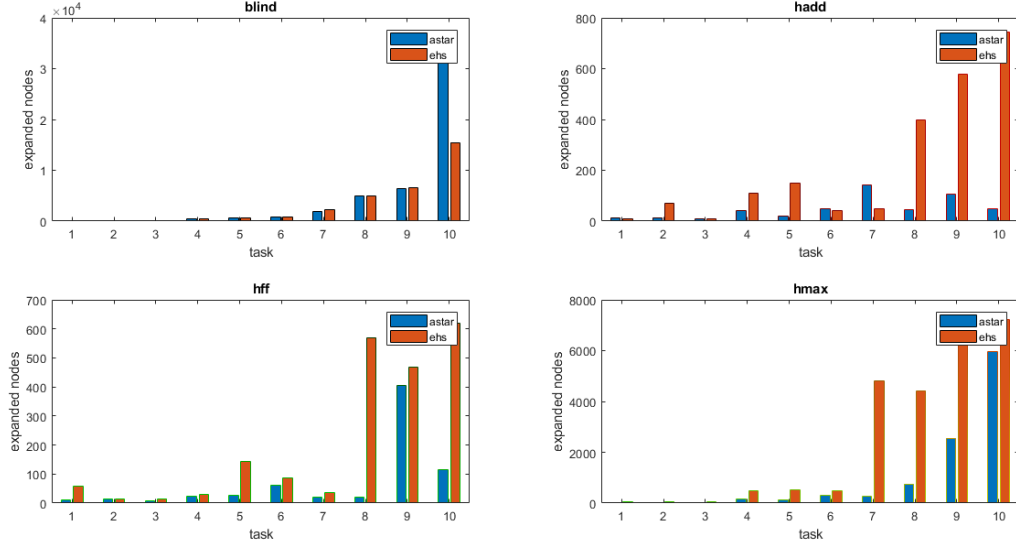 blind
×10⁴
4
3
2
1
0
expanded nodes
astar
ehs
1 2 3 4 5 6 7 8 9 10
task
hadd
800
600
400
200
0
expanded nodes
astar
ehs
1 2 3 4 5 6 7 8 9 10
task
hff
700
600
500
400
300
200
100
0
expanded nodes
astar
ehs
1 2 3 4 5 6 7 8 9 10
task
hmax
8000
6000
4000
2000
0
expanded nodes
astar
ehs
1 2 3 4 5 6 7 8 9 10
task